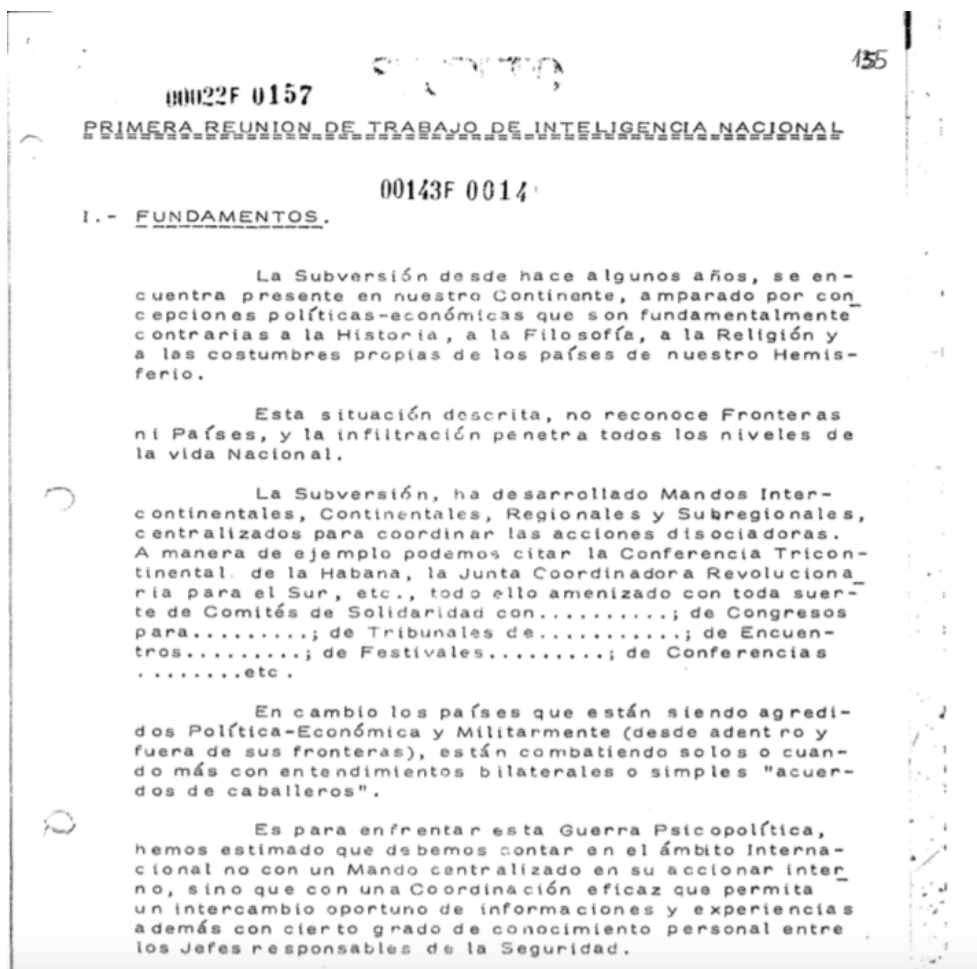 155
00022F 0157
PRIMERA REUNION DE TRABAJO DE INTELIGENCIA NACIONAL
00143F 0014
I.- FUNDAMENTOS.
La Subversión desde hace algunos años, se en-
cuentra presente en nuestro Continente, amparado por con_
cepciones políticas-económicas que son fundamentalmente
contrarias a la Historia, a la Filosofía, a la Religión y
a las costumbres propias de los países de nuestro Hemis-
ferio.
Esta situación descrita, no reconoce Fronteras
ni Países, y la infiltración penetra todos los niveles de
la vida Nacional.
La Subversión, ha desarrollado Mandos Inter-
continentales, Continentales, Regionales y Subregionales,
centralizados para coordinar las acciones disociadoras.
A manera de ejemplo podemos citar la Conferencia Tricon-
tinental de la Habana, la Junta Coordinadora Revoluciona_
ria para el Sur, etc., todo ello amenizado con toda suer-
te de Comités de Solidaridad con..........; de Congresos
para.........; de Tribunales de...........; de Encuen-
tros.........; de Festivales.........; de Conferencias
........etc.
En cambio los países que están siendo agredi-
dos Política-Económica y Militarmente (desde adentro y
fuera de sus fronteras), están combatiendo solos o cuan-
do más con entendimientos bilaterales o simples "acuer-
dos de caballeros".
Es para enfrentar esta Guerra Psicopolítica,
hemos estimado que debemos contar en el ámbito Interna-
cional no con un Mando centralizado en su accionar inter_
no, sino que con una Coordinación eficaz que permita
un intercambio oportuno de informaciones y experiencias
además con cierto grado de conocimiento personal entre
los Jefes responsables de la Seguridad.